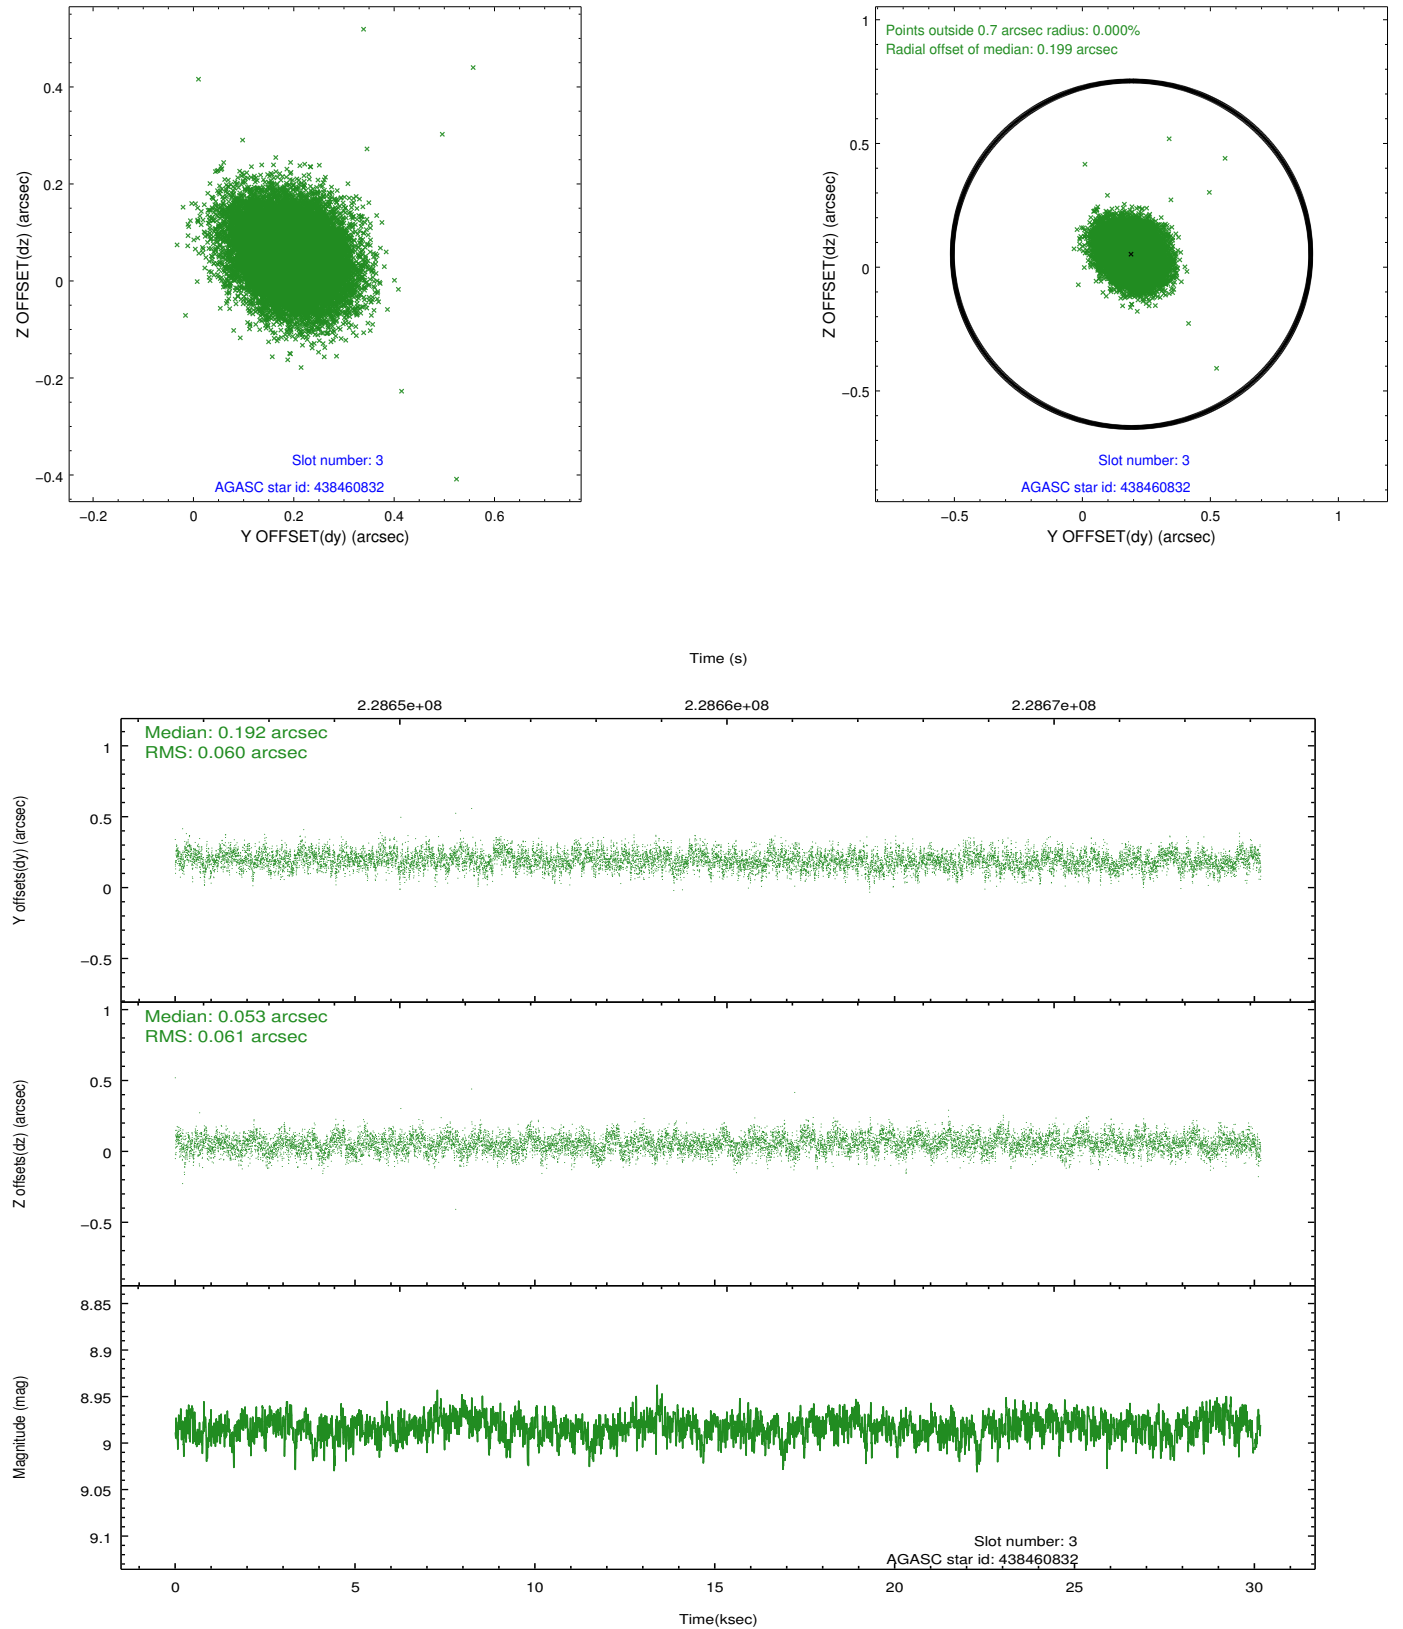 0.4
0.2
0
−0.2
−0.4
Z OFFSET(dz) (arcsec)
Slot number: 3
AGASC star id: 438460832
−0.2 0 0.2 0.4 0.6
Y OFFSET(dy) (arcsec)
Points outside 0.7 arcsec radius: 0.000%
Radial offset of median: 0.199 arcsec
1
0.5
0
−0.5
Z OFFSET(dz) (arcsec)
Slot number: 3
AGASC star id: 438460832
−0.5 0 0.5 1
Y OFFSET(dy) (arcsec)
Time (s)
2.2865e+08 2.2866e+08 2.2867e+08
Median: 0.192 arcsec
RMS: 0.060 arcsec
1
0.5
0
−0.5
Y offsets(dy) (arcsec)
Median: 0.053 arcsec
RMS: 0.061 arcsec
1
0.5
0
−0.5
Z offsets(dz) (arcsec)
8.85
8.9
8.95
9
9.05
9.1
Magnitude (mag)
Slot number: 3
AGASC star id: 438460832
0 5 10 15 20 25 30
Time(ksec)